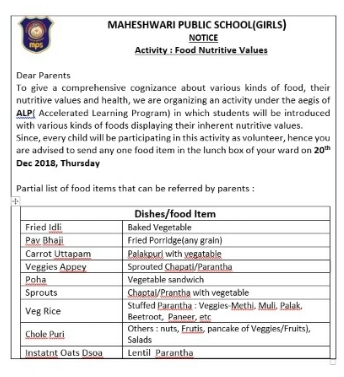 MAHESHWARI PUBLIC SCHOOL(GIRLS)
NOTICE
Activity : Food Nutritive Values
mps
Dear Parents
To give a comprehensive cognizance about various kinds of food, their
nutritive values and health, we are organizing an activity under the aegis of
ALP( Accelerated Learning Program) in which students will be introduced
with various kinds of foods displaying their inherent nutritive values.
Since, every child will be participating in this activity as volunteer, hence you
are advised to send any one food item in the lunch box of your ward on 20th
Dec 2018, Thursday
Partial list of food items that can be referred by parents :
Dishes/food Item
Fried Idli Baked Vegetable
Pav Bhaji Fried Porridge(any grain)
Carrot Uttapam Palakpuri with vegatable
Veggies Appey Sprouted Chapati/Parantha
Poha Vegetable sandwich
Sprouts Chaptai/Prantha with vegetable
Veg Rice Stuffed Parantha : Veggies-Methi, Muli, Palak,
Beetroot, Paneer, etc
Chole Puri Others : nuts, Frutis, pancake of Veggies/Fruits),
Salads
Instatnt Oats Dsoa Lentil Parantha